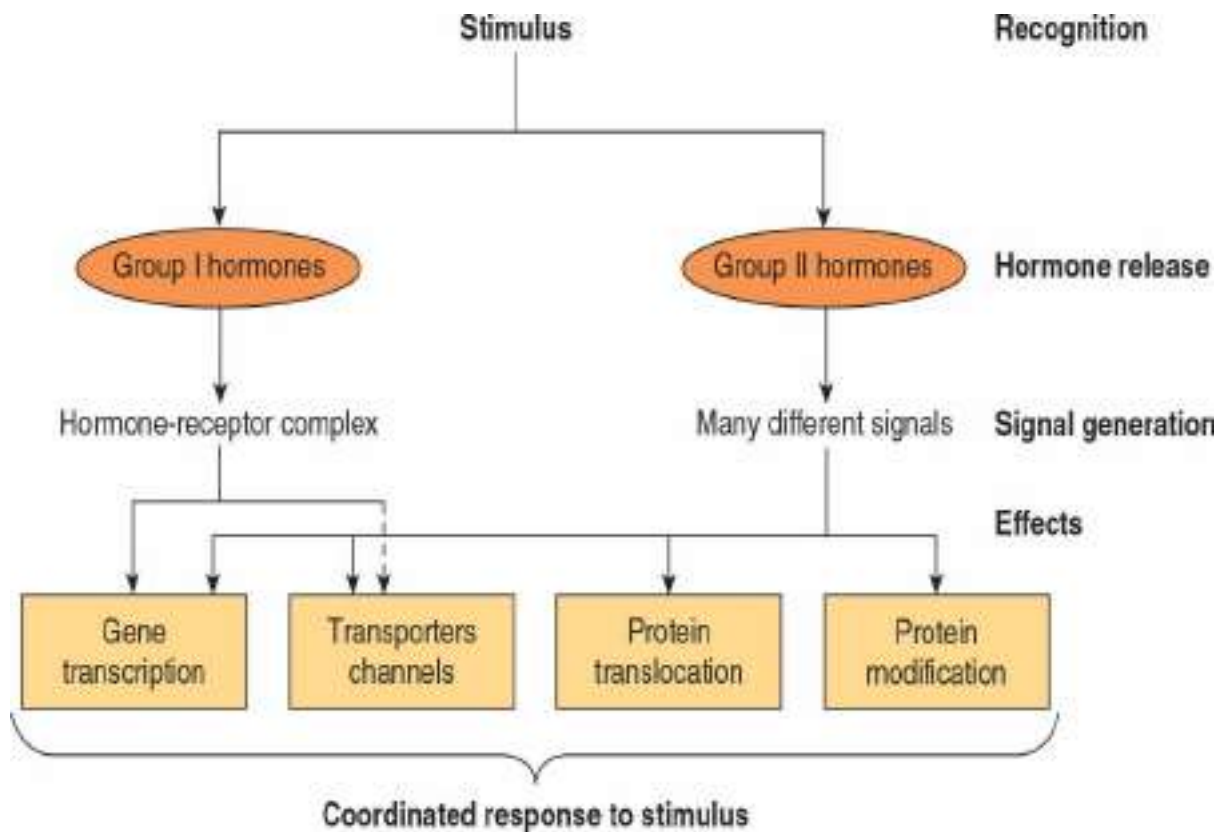 Stimulus
Recognition
Group I hormones
Group II hormones
Hormone release
Hormone-receptor complex
Many different signals
Signal generation
Effects
Gene
transcription
Transporters
channels
Protein
translocation
Protein
modification
Coordinated response to stimulus